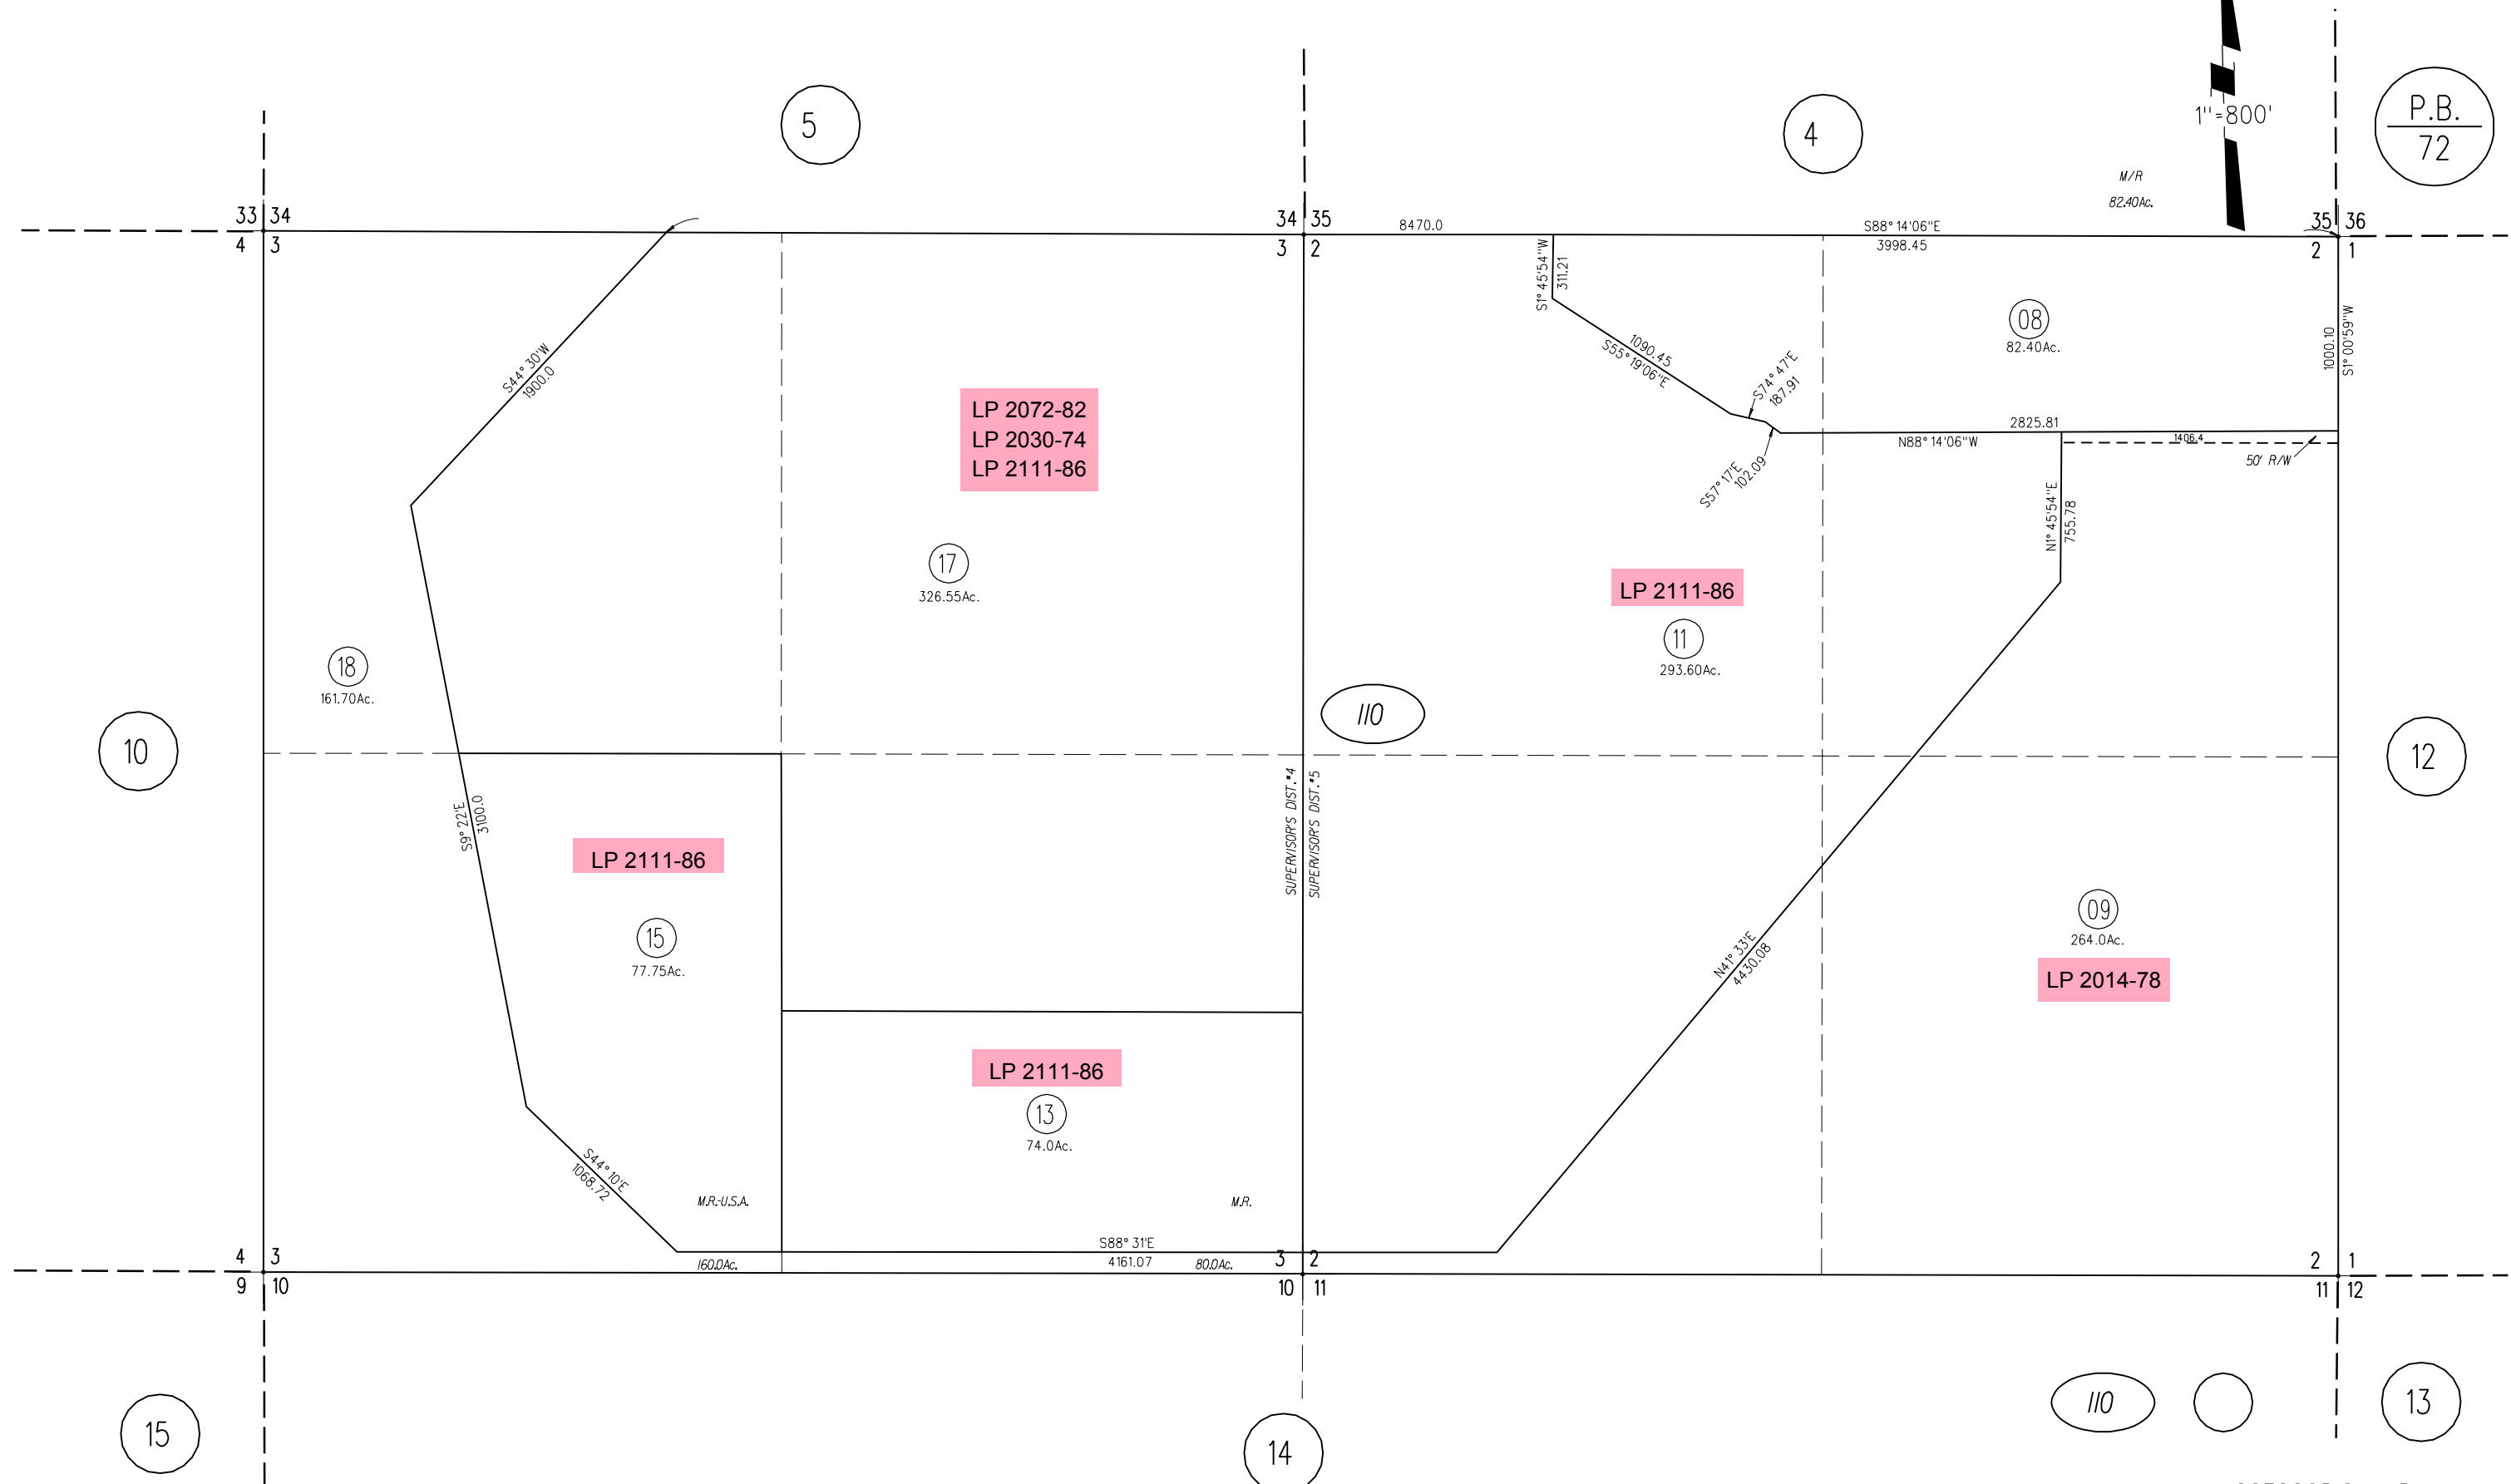 5
4
1"=800'
P.B.
72
M/R
82.40Ac.
33 34
4 3
34 35
3 2
8470.0
S88° 14'06"E
3998.45
35 36
2 1
S1° 45'54"W
311.21
1090.45
S55° 19'06"E
S74° 47'E
187.91
08
82.40Ac.
1000.10
S1° 00'59"W
S44° 30'W
1900.0
LP 2072-82
LP 2030-74
LP 2111-86
2825.81
N88° 14'06"W
1406.4
50' R/W
S57° 17'E
102.09
N1° 45'54"E
755.78
17
326.55Ac.
LP 2111-86
11
293.60Ac.
18
161.70Ac.
110
10
12
SUPERVISOR'S DIST.#4
SUPERVISOR'S DIST.#5
S9° 22'E
3100.0
LP 2111-86
15
77.75Ac.
09
264.0Ac.
LP 2014-78
N41° 33'E
4430.08
LP 2111-86
13
74.0Ac.
S44° 10'E
1068.72
M.R.-U.S.A.
M.R.
S88° 31'E
4161.07
160.0Ac.
80.0Ac.
4 3
9 10
3 2
10 11
2 1
11 12
15
14
110
13